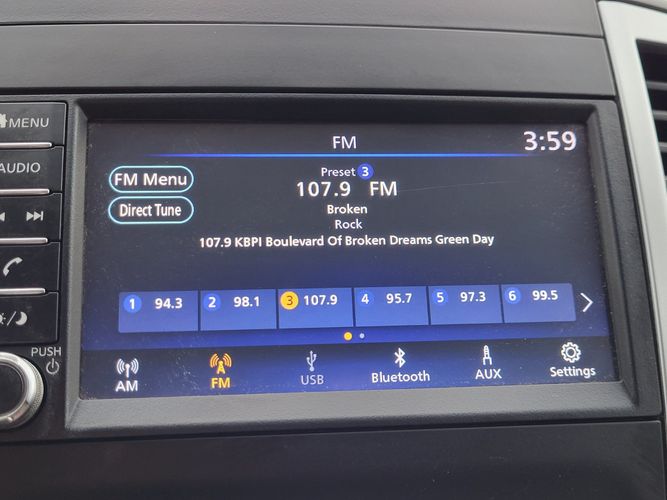 MENU
AUDIO
PUSH
FM
3:59
FM Menu
Direct Tune
Preset 3
107.9 FM
Broken
Rock
107.9 KBPI Boulevard Of Broken Dreams Green Day
1 94.3 2 98.1 3 107.9 4 95.7 5 97.3 6 99.5
AM FM USB Bluetooth AUX Settings